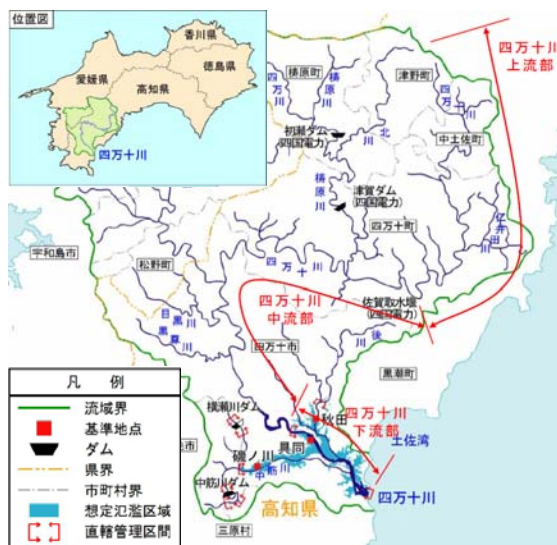 位置図
香川県
徳島県
愛媛県
高知県
四万十川
四万十川
上流部
梼原町
津野町
四万川
梼原川
四万十川
北川
初瀬ダム
(四国電力)
中土佐町
津賀ダム
(四国電力)
梼原川
四万十町
仁井田川
宇和島市
松野町
四万十川
佐賀取水堰
(四国電力)
四万十川
中流部
目黒川
黒尊川
四万十市
後川
黒潮町
横瀬川ダム
秋田
四万十川
下流部
土佐湾
具同
磯ノ川
中筋川
中筋川ダム
四万十川
高知県
三原村
凡例
流域界
基準地点
ダム
県界
市町村界
想定氾濫区域
直轄管理区間